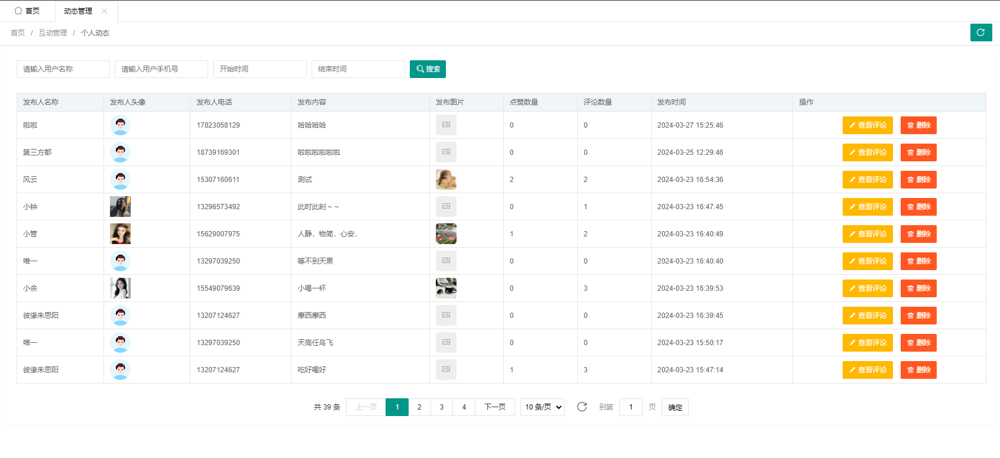 首页 动态管理
首页 / 互动管理 / 个人动态
请输入用户名称 请输入用户手机号 开始时间 结束时间 搜索
发布人名称 发布人头像 发布人电话 发布内容 发布图片 点赞数量 评论数量 发布时间 操作
啦啦 17823058129 哈哈哈哈 0 0 2024-03-27 15:25:46 查看评论 删除
第三方都 18739169301 啦啦啦啦啦啦 0 0 2024-03-25 12:29:46 查看评论 删除
风云 15307160611 测试 2 2 2024-03-23 16:54:36 查看评论 删除
小钟 13296573492 此时此刻～～ 0 1 2024-03-23 16:47:45 查看评论 删除
小管 15629007975 人静，物简，心安， 1 2 2024-03-23 16:40:49 查看评论 删除
唯一 13297039250 等不到天黑 0 0 2024-03-23 16:40:40 查看评论 删除
小余 15549079639 小喝一杯 0 3 2024-03-23 16:39:53 查看评论 删除
彼缘朱思阳 13207124627 摩西摩西 0 0 2024-03-23 16:39:45 查看评论 删除
唯一 13297039250 天高任鸟飞 0 0 2024-03-23 15:50:17 查看评论 删除
彼缘朱思阳 13207124627 吃好喝好 1 3 2024-03-23 15:47:14 查看评论 删除
共 39 条 上一页 1 2 3 4 下一页 10 条/页 到第 1 页 确定